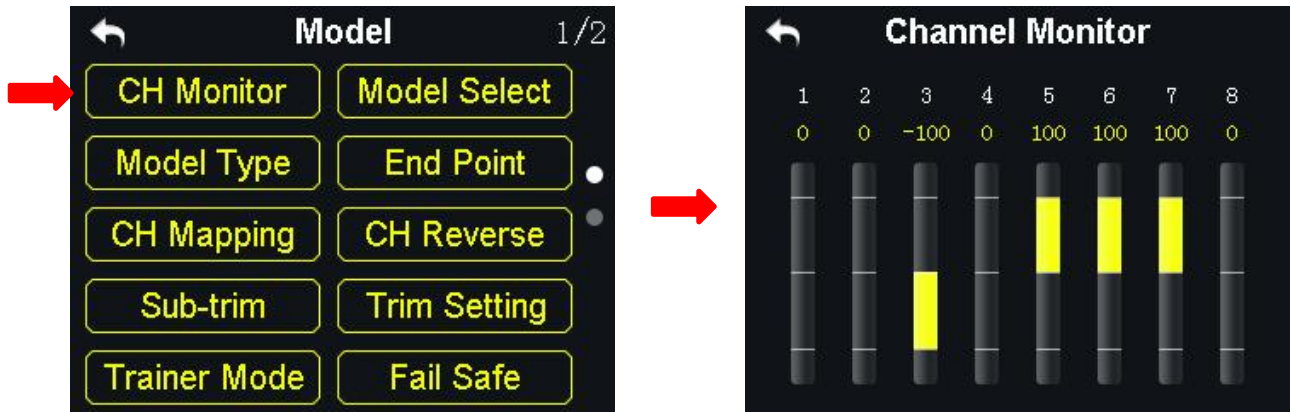 Model 1/2
CH Monitor Model Select
Model Type End Point
CH Mapping CH Reverse
Sub-trim Trim Setting
Trainer Mode Fail Safe
Channel Monitor
1 2 3 4 5 6 7 8
0 0 -100 0 100 100 100 0